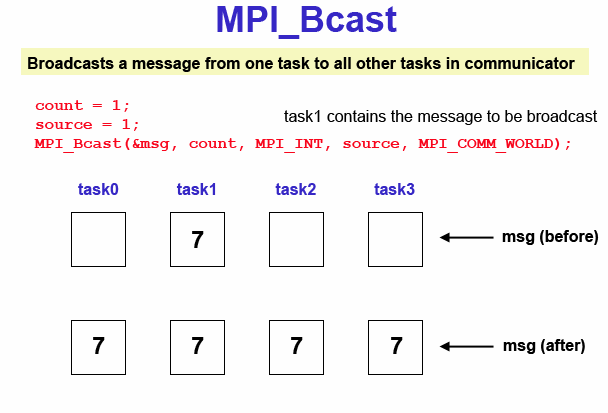 MPI_Bcast
Broadcasts a message from one task to all other tasks in communicator
count = 1;
source = 1;
task1 contains the message to be broadcast
MPI_Bcast(&msg, count, MPI_INT, source, MPI_COMM_WORLD);
task0 task1 task2 task3
7 msg (before)
7 7 7 7 msg (after)